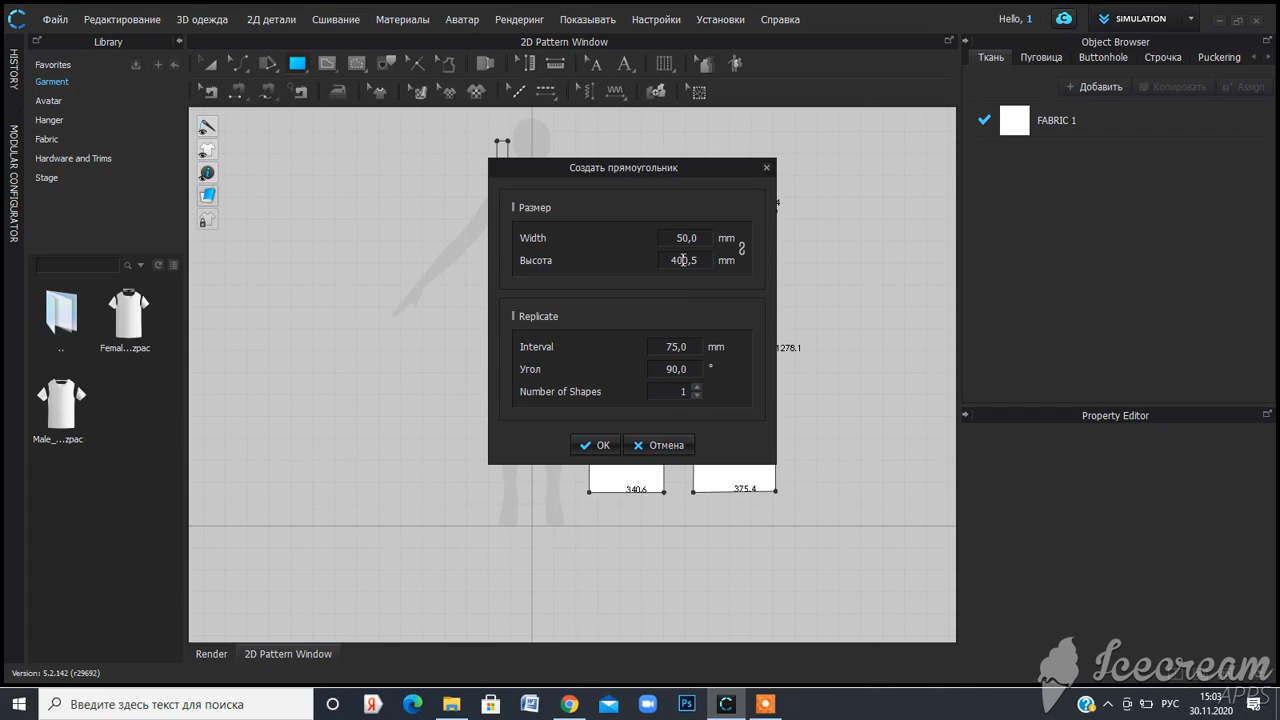 Файл Редактирование 3D одежда 2Д детали Сшивание Материалы Аватар Рендеринг Показывать Настройки Установки Справка Hello, 1 SIMULATION
Library 2D Pattern Window Object Browser
HISTORY
MODULAR CONFIGURATOR
Favorites
Garment
Avatar
Hanger
Fabric
Hardware and Trims
Stage
..
Femal...zpac
Male_...zpac
Ткань Пуговица Buttonhole Строчка Puckering
Добавить Копировать Assign
FABRIC 1
Property Editor
Создать прямоугольник
Размер
Width 50,0 mm
Высота 400,5 mm
Replicate
Interval 75,0 mm
Угол 90,0 °
Number of Shapes 1
OK Отмена
1278.1
340.6 375.4
Render 2D Pattern Window
Version: 5.2.142 (r29692)
Icecream
APPS
Введите здесь текст для поиска
РУС
15:03
30.11.2020